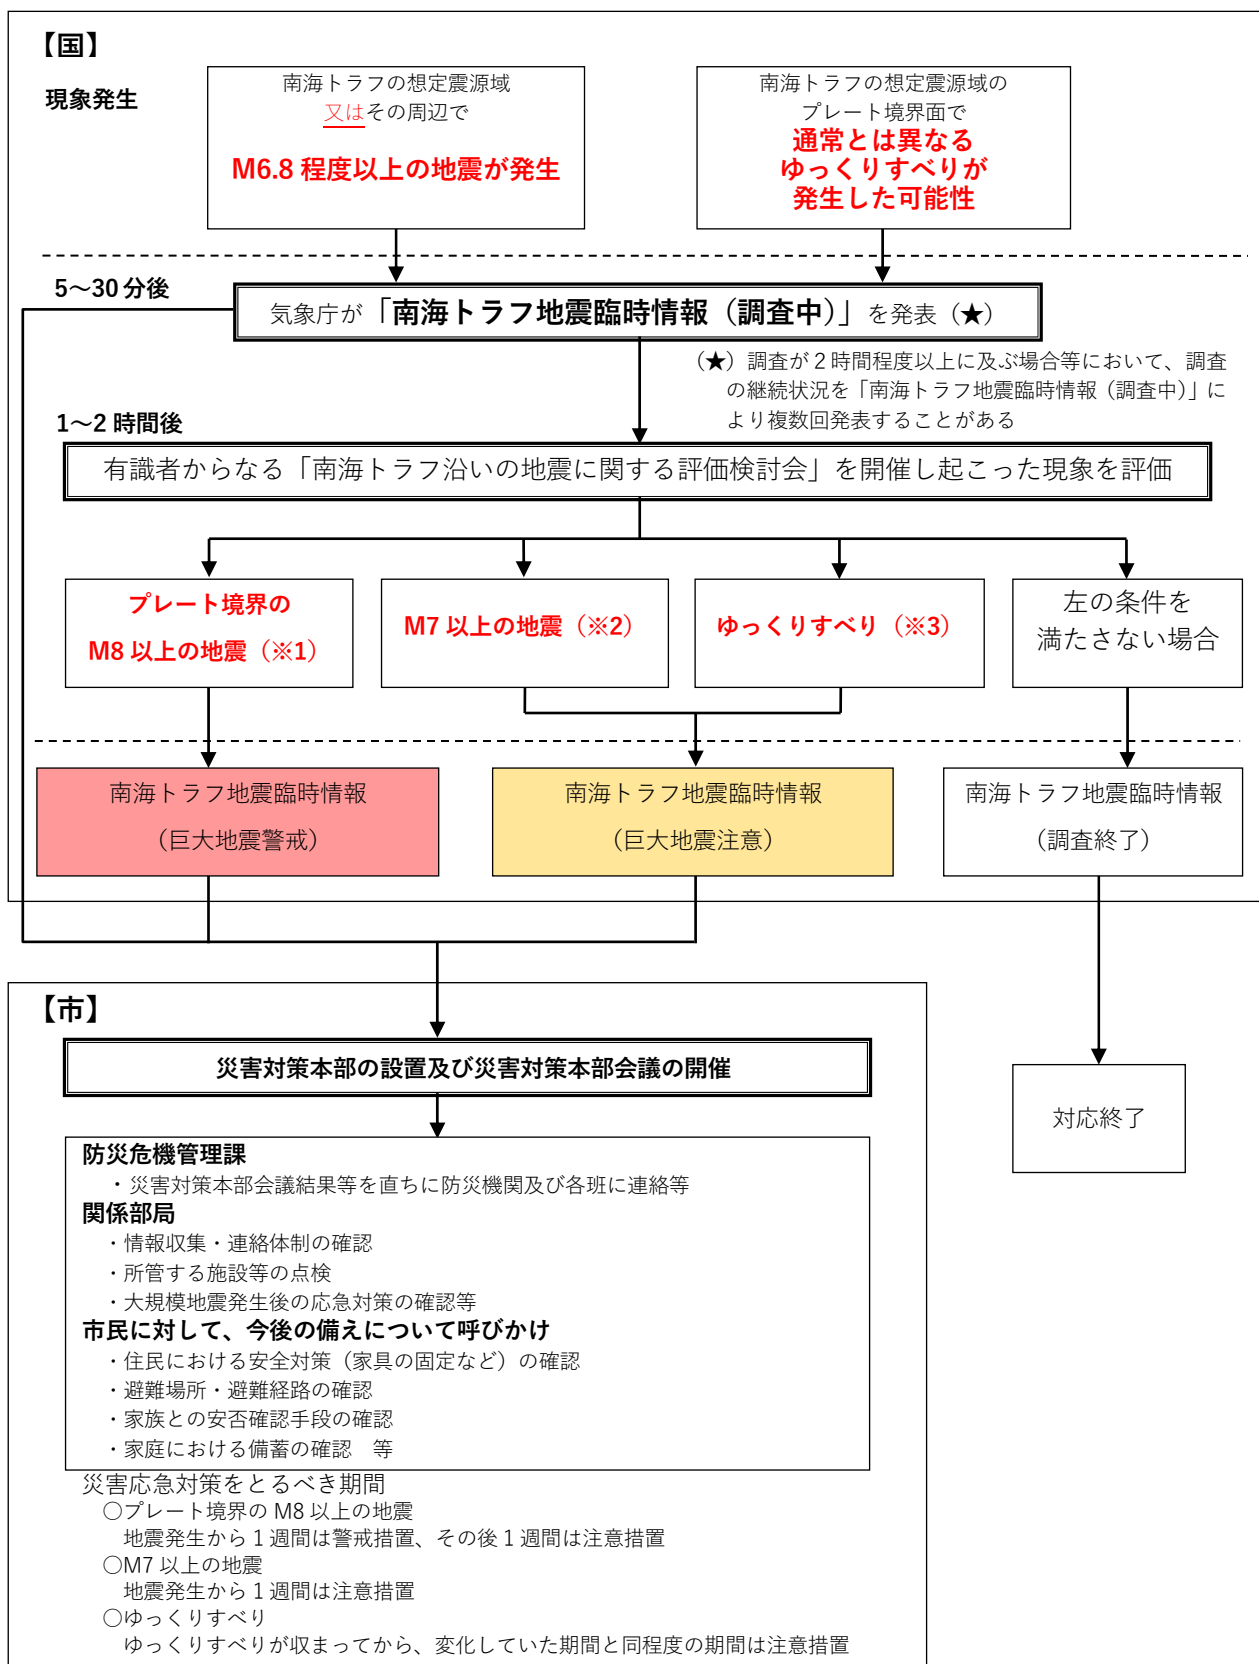 【国】
現象発生
南海トラフの想定震源域
又はその周辺で
M6.8 程度以上の地震が発生
南海トラフの想定震源域の
プレート境界面で
通常とは異なる
ゆっくりすべりが
発生した可能性
5～30 分後
気象庁が「南海トラフ地震臨時情報（調査中）」を発表（★）
（★）調査が２時間程度以上に及ぶ場合等において、調査
の継続状況を「南海トラフ地震臨時情報（調査中）」に
より複数回発表することがある
1～2 時間後
有識者からなる「南海トラフ沿いの地震に関する評価検討会」を開催し起こった現象を評価
プレート境界の
M8 以上の地震（※1）
M7 以上の地震（※2）
ゆっくりすべり（※3）
左の条件を
満たさない場合
南海トラフ地震臨時情報
（巨大地震警戒）
南海トラフ地震臨時情報
（巨大地震注意）
南海トラフ地震臨時情報
（調査終了）
【市】
災害対策本部の設置及び災害対策本部会議の開催
対応終了
防災危機管理課
・災害対策本部会議結果等を直ちに防災機関及び各班に連絡等
関係部局
・情報収集・連絡体制の確認
・所管する施設等の点検
・大規模地震発生後の応急対策の確認等
市民に対して、今後の備えについて呼びかけ
・住民における安全対策（家具の固定など）の確認
・避難場所・避難経路の確認
・家族との安否確認手段の確認
・家庭における備蓄の確認　等
災害応急対策をとるべき期間
○プレート境界の M8 以上の地震
地震発生から１週間は警戒措置、その後１週間は注意措置
○M7 以上の地震
地震発生から１週間は注意措置
○ゆっくりすべり
ゆっくりすべりが収まってから、変化していた期間と同程度の期間は注意措置